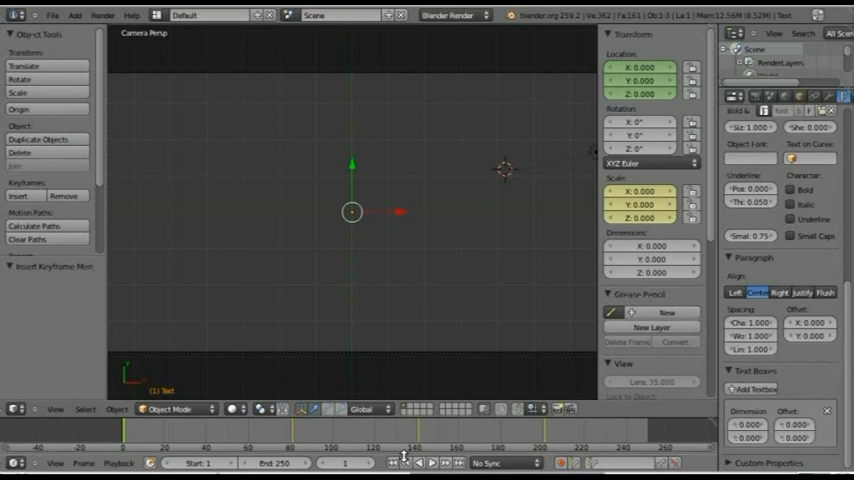 File Add Render Help Default Scene Blender Render blender.org 259.2 | Ve:362 | Fa:161 | Ob:1-3 | La:1 | Mem:12.56M (8.52M) | Text
Object Tools
Transform:
Translate
Rotate
Scale
Origin
Object:
Duplicate Objects
Delete
Join
Keyframes:
Insert Remove
Motion Paths:
Calculate Paths
Clear Paths
Insert Keyframe Men
Camera Persp
(1) Text
Transform
Location:
X: 0.000
Y: 0.000
Z: 0.000
Rotation:
X: 0°
Y: 0°
Z: 0°
XYZ Euler
Scale:
X: 0.000
Y: 0.000
Z: 0.000
Dimensions:
X: 0.000
Y: 0.000
Z: 0.000
Grease Pencil
New
New Layer
Delete Frame Convert
View
Lens: 35.000
View Search All Scen
Scene
RenderLayers
Bold & font F
Siz: 1.000 She: 0.000
Object Font: Text on Curve:
Underline: Character:
Pos: 0.000 Bold
Thi: 0.050 Italic
Underline
Smal: 0.75 Small Caps
Paragraph
Align:
Left Center Right Justify Flush
Spacing: Offset:
Cha: 1.000 X: 0.000
Wo: 1.000 Y: 0.000
Lin: 1.000
Text Boxes
Add Textbox
Dimension Offset:
: 0.000 : 0.000
: 0.000 : 0.000
Custom Properties
View Select Object Object Mode Global
-40 -20 0 20 40 60 80 100 120 140 160 180 200 220 240 260
View Frame Playback Start: 1 End: 250 1 No Sync